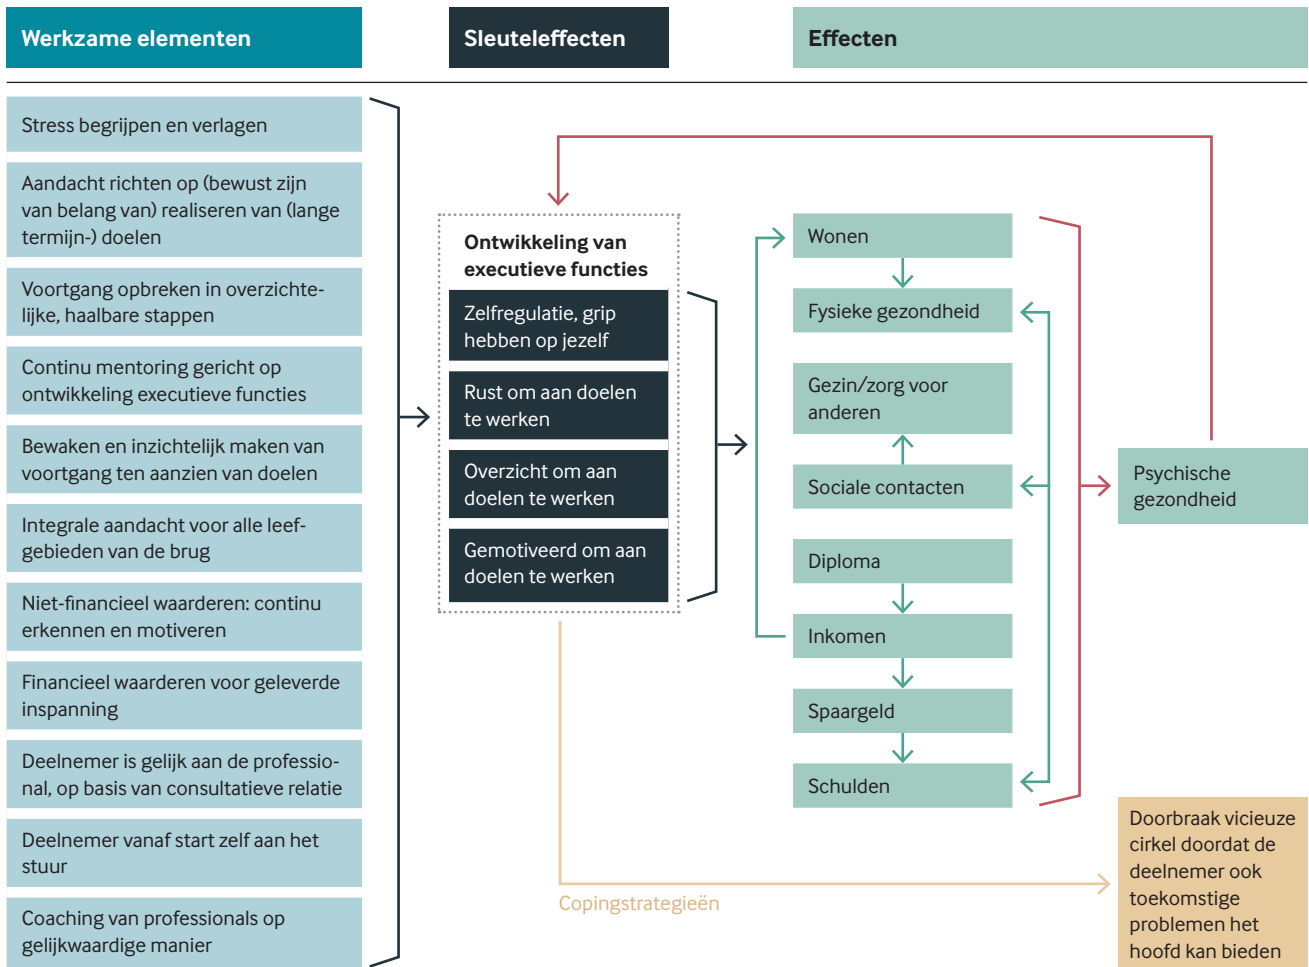 Werkzame elementen
Sleuteleffecten
Effecten
Stress begrijpen en verlagen
Aandacht richten op (bewust zijn
van belang van) realiseren van (lange
termijn-) doelen
Voortgang opbreken in overzichte-
lijke, haalbare stappen
Continu mentoring gericht op
ontwikkeling executieve functies
Bewaken en inzichtelijk maken van
voortgang ten aanzien van doelen
Integrale aandacht voor alle leef-
gebieden van de brug
Niet-financieel waarderen: continu
erkennen en motiveren
Financieel waarderen voor geleverde
inspanning
Deelnemer is gelijk aan de professio-
nal, op basis van consultatieve relatie
Deelnemer vanaf start zelf aan het
stuur
Coaching van professionals op
gelijkwaardige manier
Ontwikkeling van
executieve functies
Zelfregulatie, grip
hebben op jezelf
Rust om aan doelen
te werken
Overzicht om aan
doelen te werken
Gemotiveerd om aan
doelen te werken
Copingstrategieën
Wonen
Fysieke gezondheid
Gezin/zorg voor
anderen
Sociale contacten
Diploma
Inkomen
Spaargeld
Schulden
Psychische
gezondheid
Doorbraak vicieuze
cirkel doordat de
deelnemer ook
toekomstige
problemen het
hoofd kan bieden